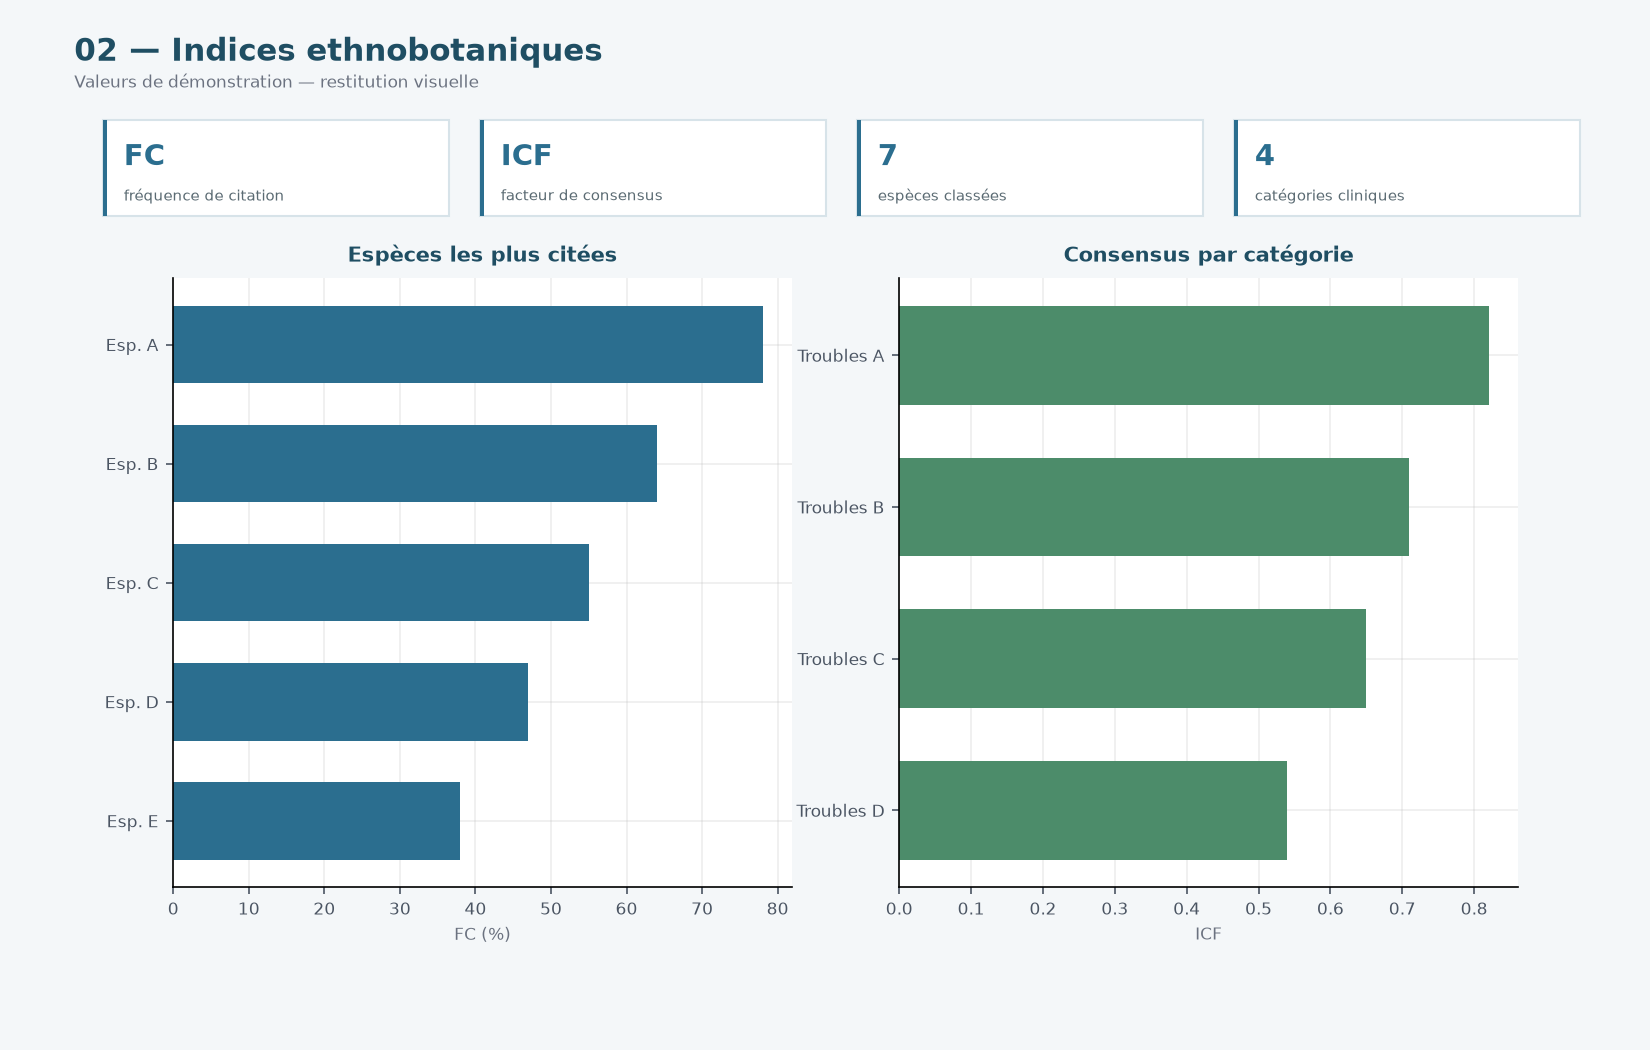 02 — Indices ethnobotaniques
Valeurs de démonstration — restitution visuelle
FC
fréquence de citation
ICF
facteur de consensus
7
espèces classées
4
catégories cliniques
Espèces les plus citées
Esp. A
Esp. B
Esp. C
Esp. D
Esp. E
0 10 20 30 40 50 60 70 80
FC (%)
Consensus par catégorie
Troubles A
Troubles B
Troubles C
Troubles D
0.0 0.1 0.2 0.3 0.4 0.5 0.6 0.7 0.8
ICF